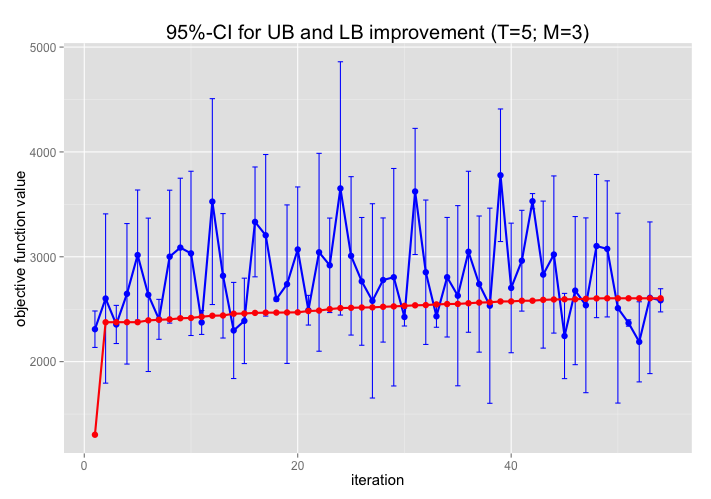 95%-CI for UB and LB improvement (T=5; M=3)
objective function value
5000
4000
3000
2000
0
20
40
iteration